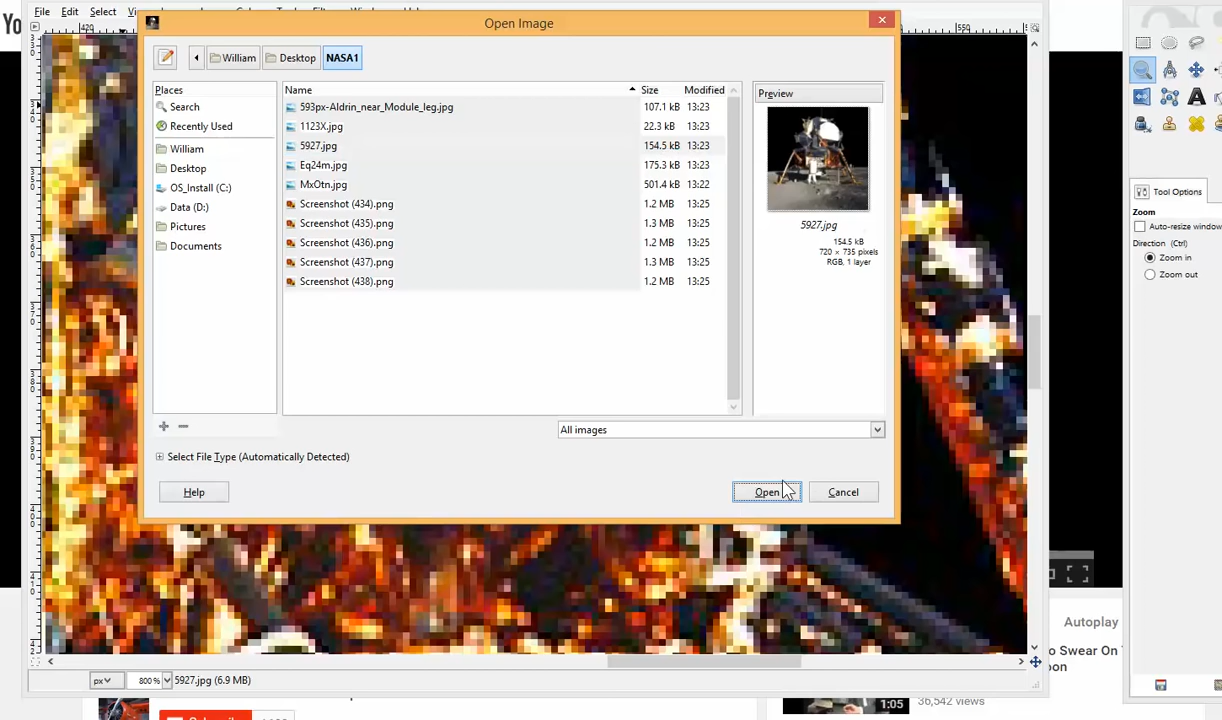 Yo
File Edit Select
Open Image
William Desktop NASA1
Places
Search
Recently Used
William
Desktop
OS_Install (C:)
Data (D:)
Pictures
Documents
Name Size Modified
593px-Aldrin_near_Module_leg.jpg 107.1 kB 13:23
1123X.jpg 22.3 kB 13:23
5927.jpg 154.5 kB 13:23
Eq24m.jpg 175.3 kB 13:23
MxOtn.jpg 501.4 kB 13:22
Screenshot (434).png 1.2 MB 13:25
Screenshot (435).png 1.3 MB 13:25
Screenshot (436).png 1.2 MB 13:25
Screenshot (437).png 1.3 MB 13:25
Screenshot (438).png 1.2 MB 13:25
Preview
5927.jpg
154.5 kB
720 × 735 pixels
RGB, 1 layer
All images
Select File Type (Automatically Detected)
Help Open Cancel
420 550
Tool Options
Zoom
Auto-resize window
Direction (Ctrl)
Zoom in
Zoom out
Autoplay
o Swear On
oon
36,542 views
1:05
px 800 % 5927.jpg (6.9 MB)